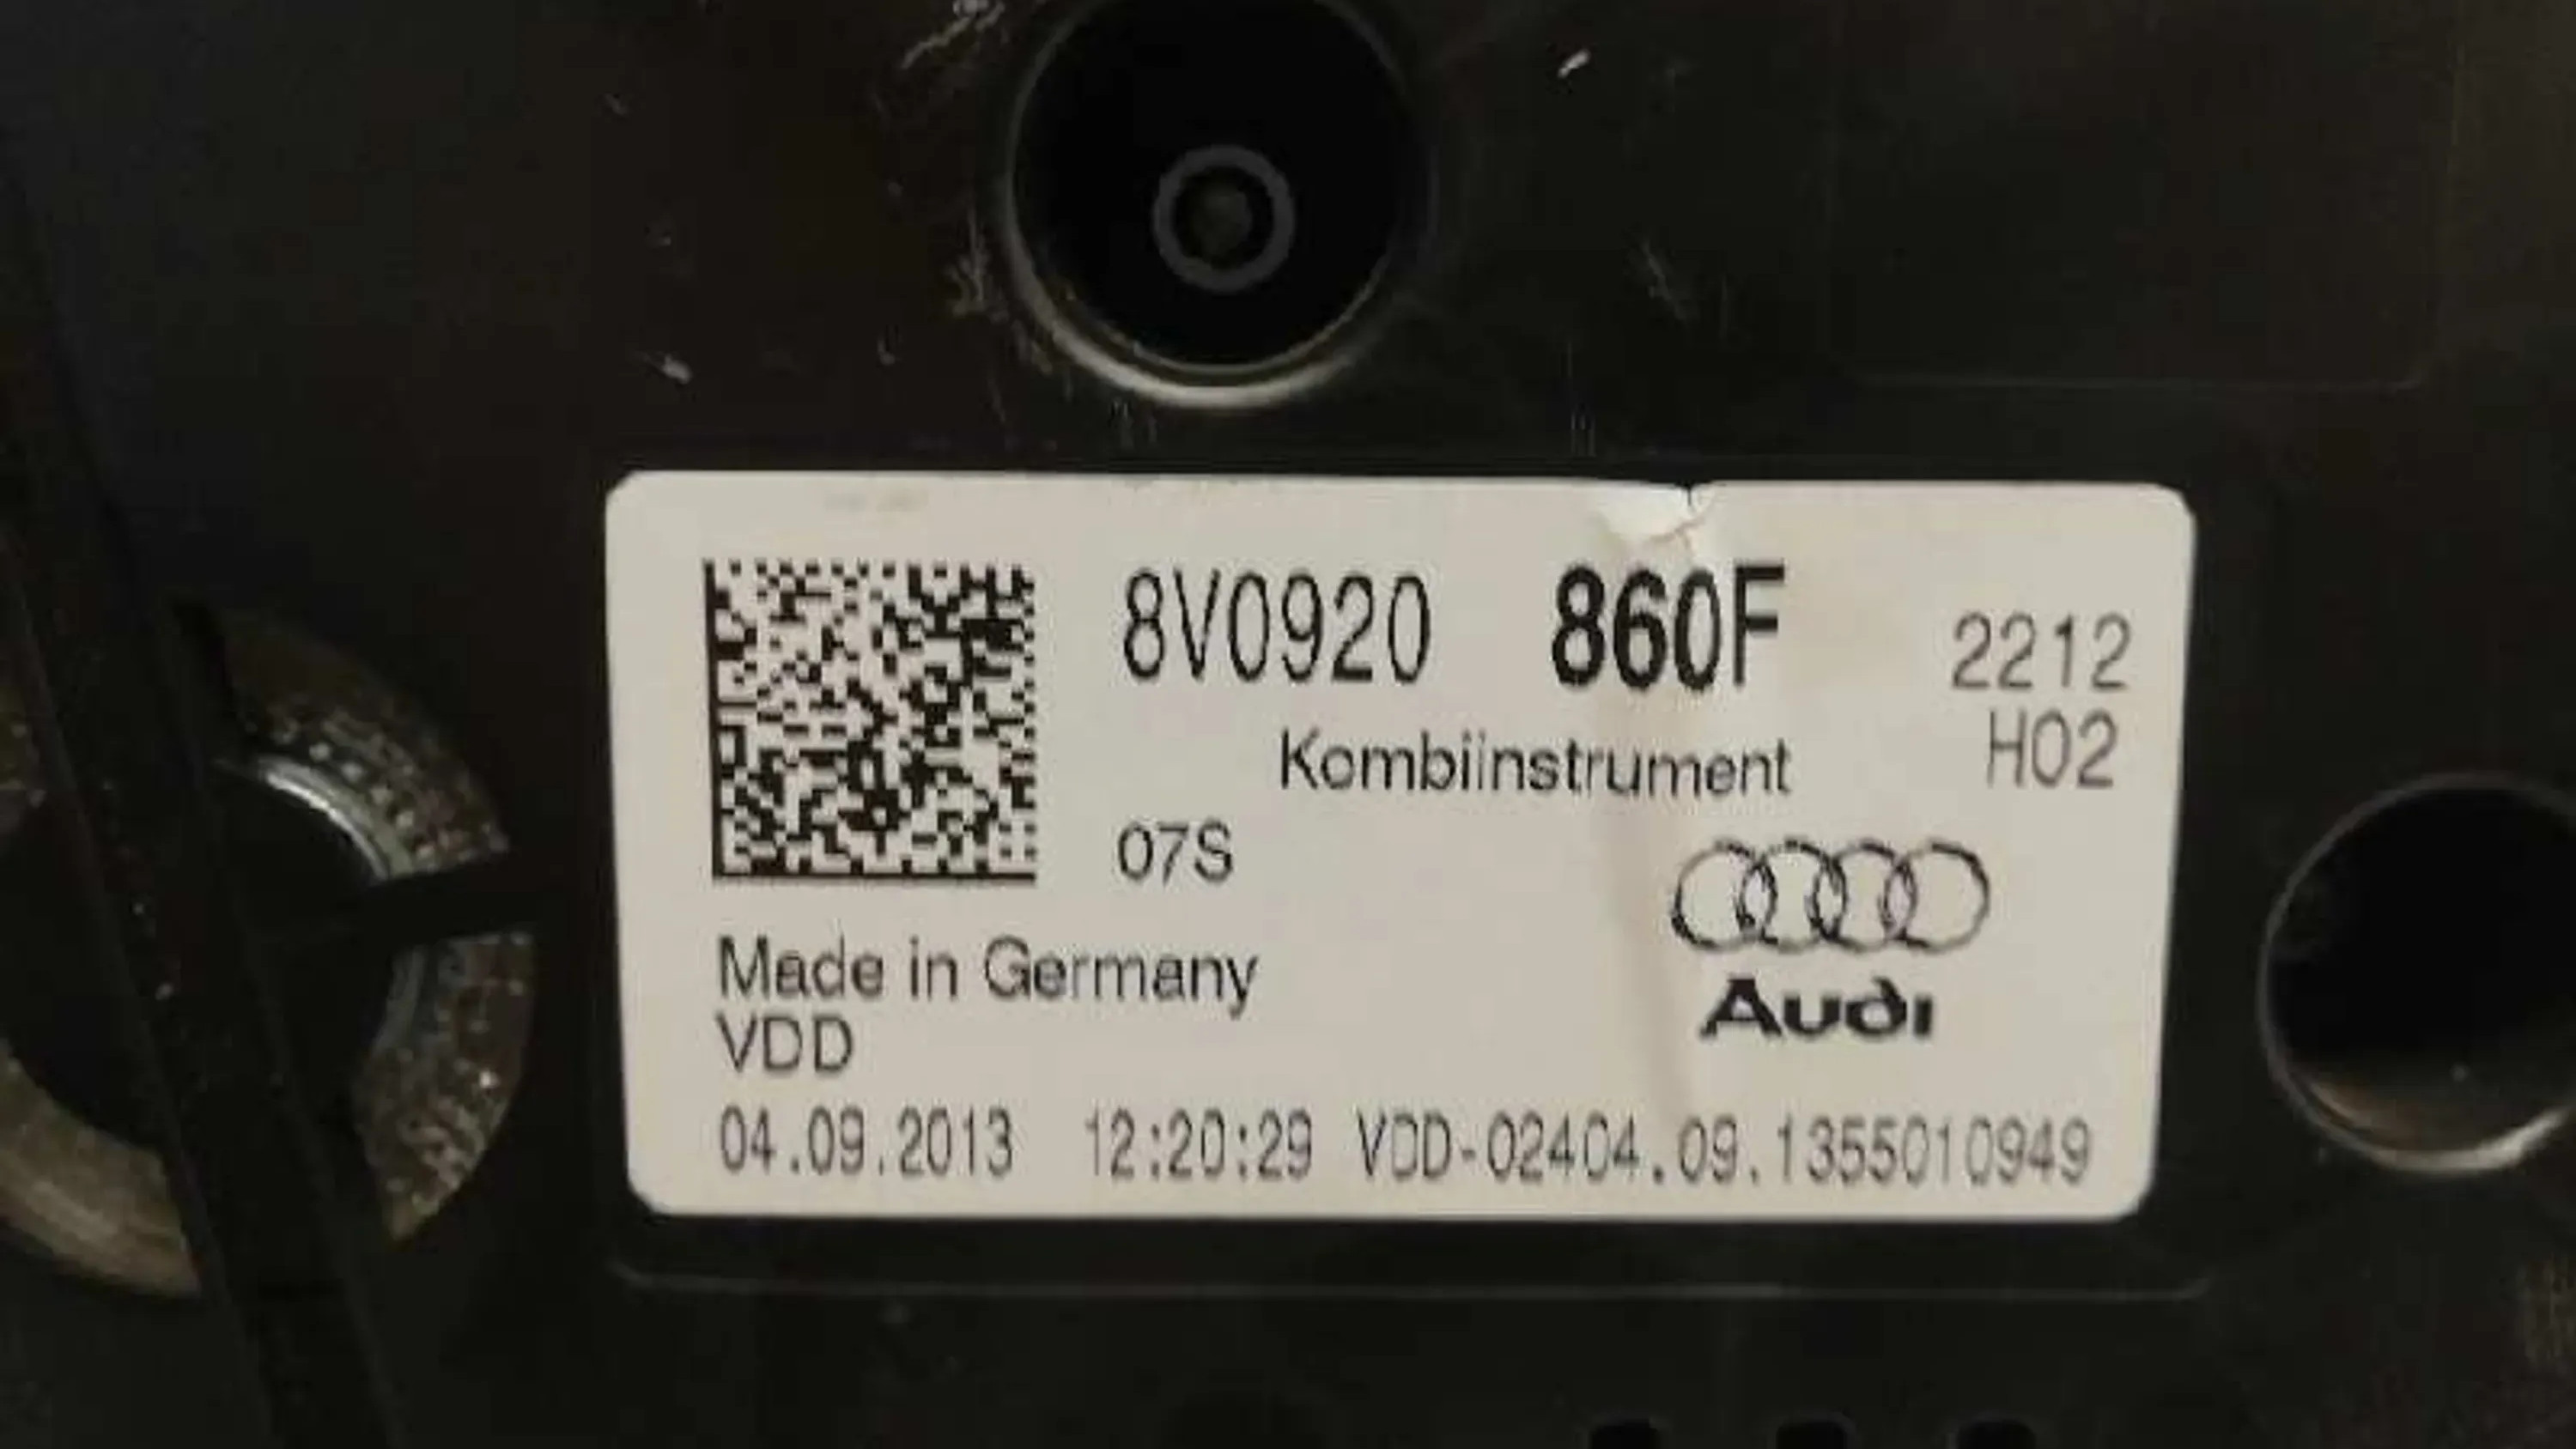 8V0920 860F 2212
Kombiinstrument H02
07S
Audi
Made in Germany
VDD
04.09.2013 12:20:29 VDD-02404.09.1355010949